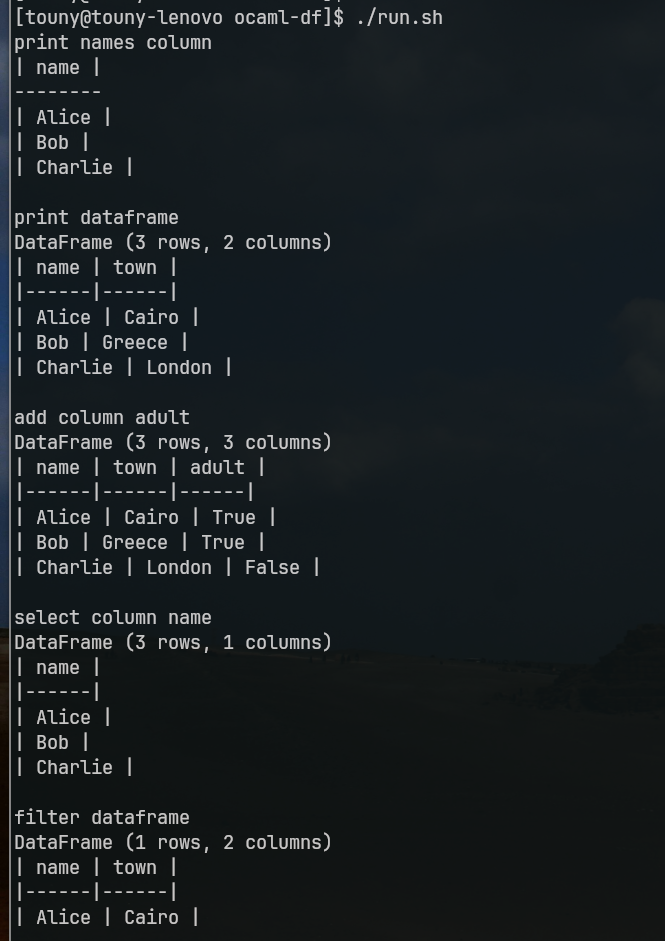 [touny@touny-lenovo ocaml-df]$ ./run.sh
print names column
| name |
--------
| Alice |
| Bob |
| Charlie |

print dataframe
DataFrame (3 rows, 2 columns)
| name | town |
|------|------|
| Alice | Cairo |
| Bob | Greece |
| Charlie | London |

add column adult
DataFrame (3 rows, 3 columns)
| name | town | adult |
|------|------|------|
| Alice | Cairo | True |
| Bob | Greece | True |
| Charlie | London | False |

select column name
DataFrame (3 rows, 1 columns)
| name |
|------|
| Alice |
| Bob |
| Charlie |

filter dataframe
DataFrame (1 rows, 2 columns)
| name | town |
|------|------|
| Alice | Cairo |